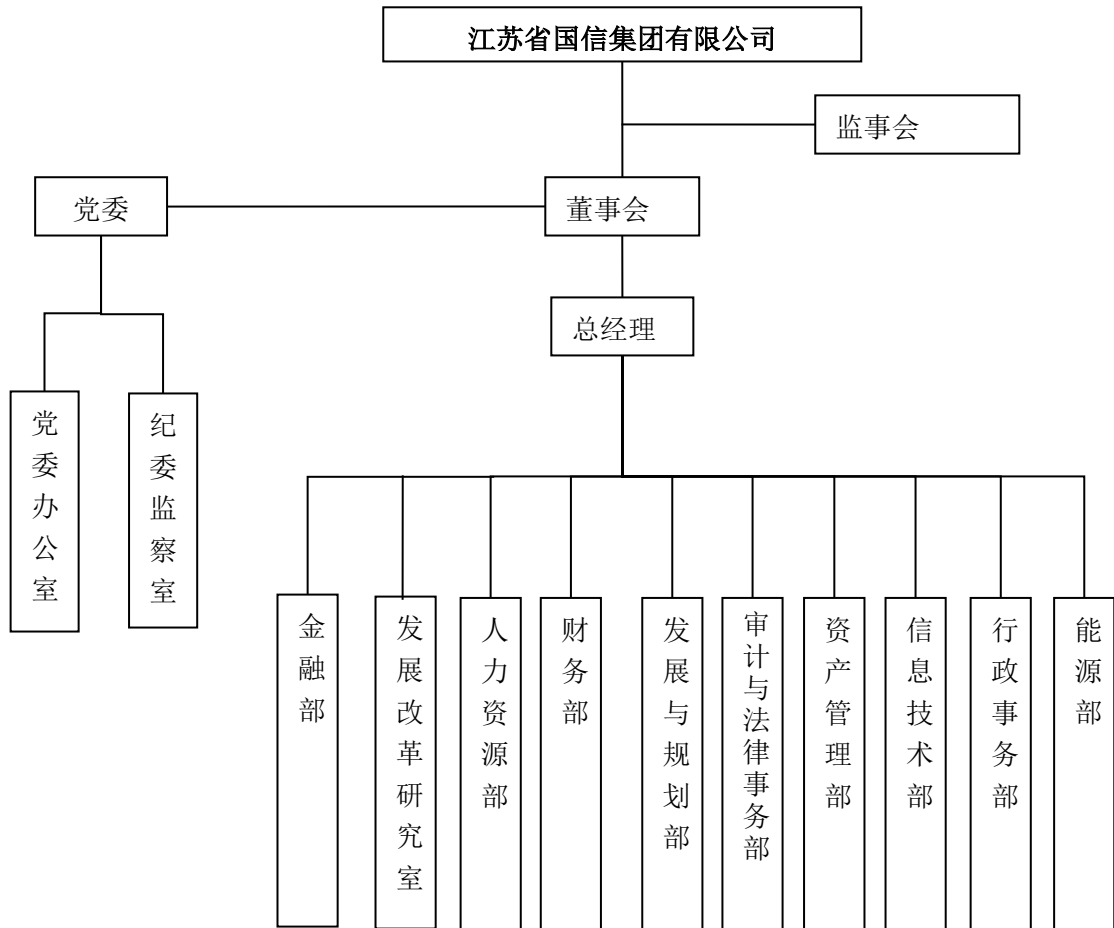 江苏省国信集团有限公司
监事会
党委
董事会
总经理
党委办公室
纪委监察室
金融部
发展改革研究室
人力资源部
财务部
发展与规划部
审计与法律事务部
资产管理部
信息技术部
行政事务部
能源部